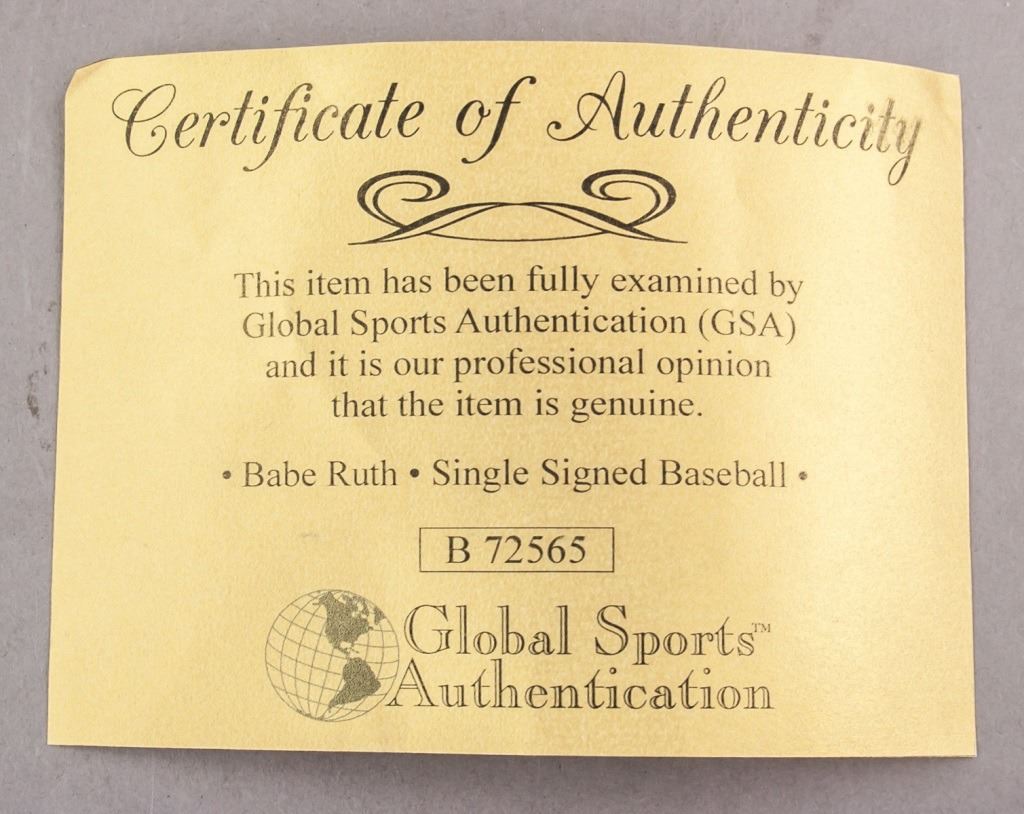 Certificate of Authenticity
This item has been fully examined by
Global Sports Authentication (GSA)
and it is our professional opinion
that the item is genuine.
• Babe Ruth • Single Signed Baseball •
B 72565
Global Sports™
Authentication